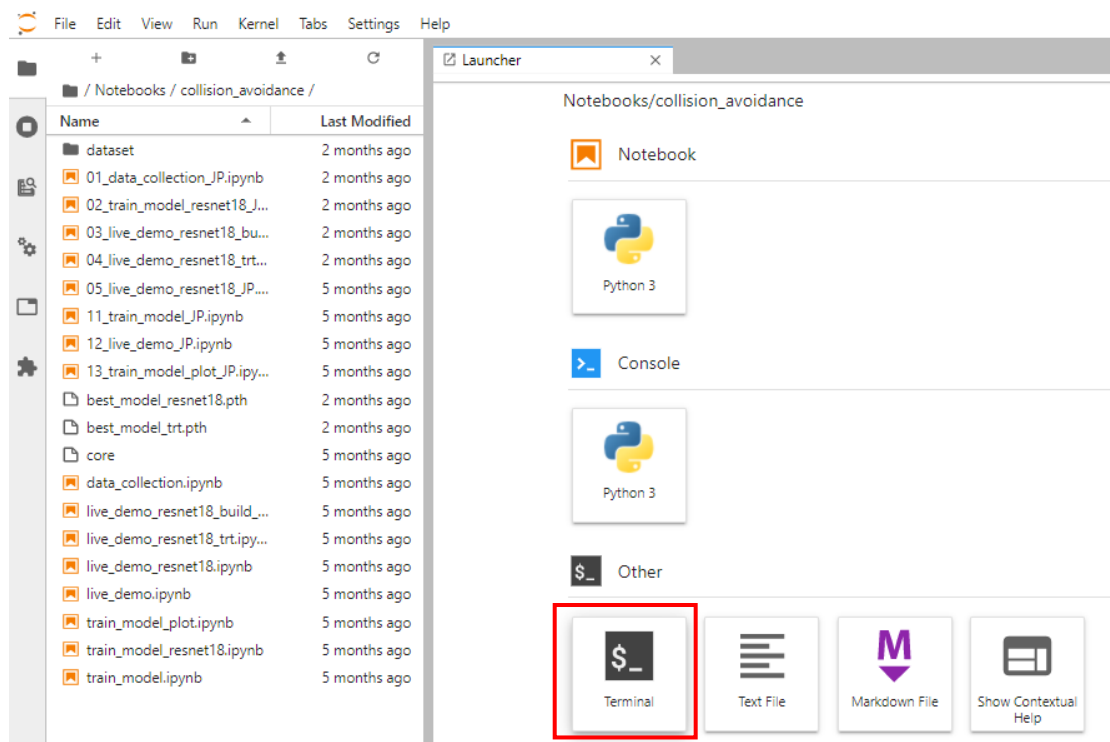 File Edit View Run Kernel Tabs Settings Help
/ Notebooks / collision_avoidance /
Name Last Modified
dataset 2 months ago
01_data_collection_JP.ipynb 2 months ago
02_train_model_resnet18_J... 2 months ago
03_live_demo_resnet18_bu... 2 months ago
04_live_demo_resnet18_trt... 2 months ago
05_live_demo_resnet18_JP.... 5 months ago
11_train_model_JP.ipynb 5 months ago
12_live_demo_JP.ipynb 5 months ago
13_train_model_plot_JP.ipy... 5 months ago
best_model_resnet18.pth 2 months ago
best_model_trt.pth 2 months ago
core 5 months ago
data_collection.ipynb 5 months ago
live_demo_resnet18_build_... 5 months ago
live_demo_resnet18_trt.ipy... 5 months ago
live_demo_resnet18.ipynb 5 months ago
live_demo.ipynb 5 months ago
train_model_plot.ipynb 5 months ago
train_model_resnet18.ipynb 5 months ago
train_model.ipynb 5 months ago
Launcher
Notebooks/collision_avoidance
Notebook
Python 3
Console
Python 3
$_ Other
$_
Terminal
Text File
M
Markdown File
Show Contextual
Help